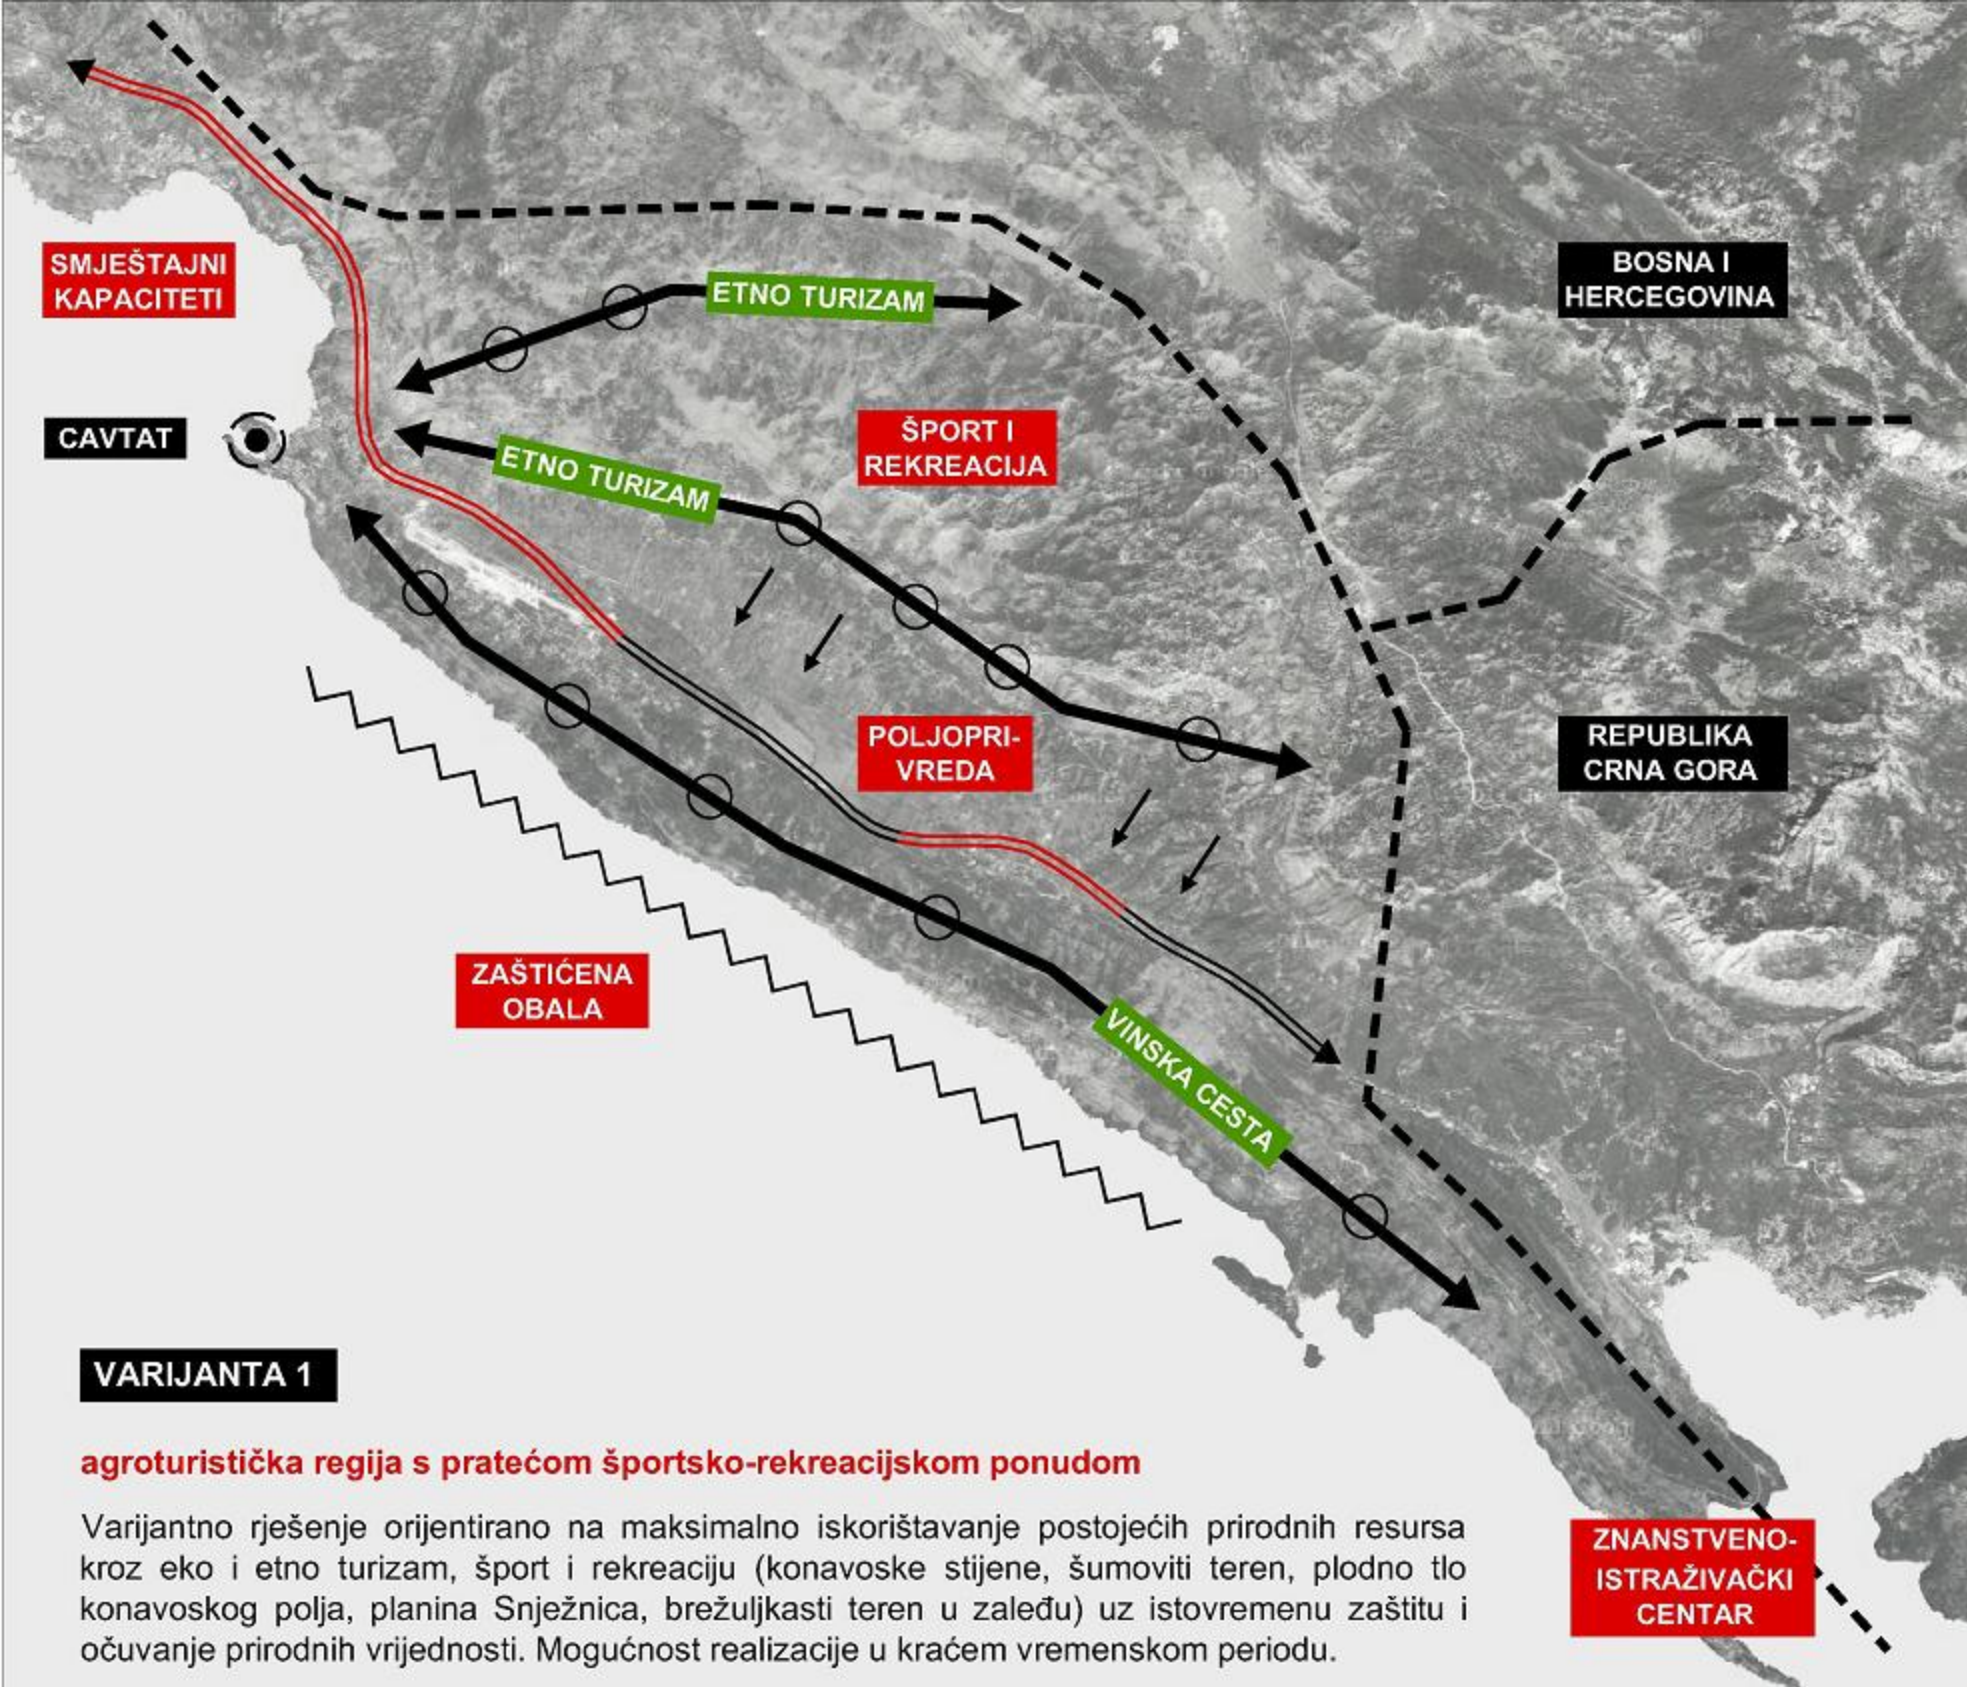 SMJEŠTAJNI
KAPACITETI
ETNO TURIZAM
BOSNA I
HERCEGOVINA
CAVTAT
ETNO TURIZAM
ŠPORT I
REKREACIJA
POLJOPRI-
VREDA
REPUBLIKA
CRNA GORA
ZAŠTIĆENA
OBALA
VINSKA CESTA
VARIJANTA 1
agroturistička regija s pratećom športsko-rekreacijskom ponudom
Varijantno rješenje orijentirano na maksimalno iskorištavanje postojećih prirodnih resursa
kroz eko i etno turizam, šport i rekreaciju (konavoske stijene, šumoviti teren, plodno tlo
konavoskog polja, planina Snježnica, brežuljkasti teren u zaleđu) uz istovremenu zaštitu i
očuvanje prirodnih vrijednosti. Mogućnost realizacije u kraćem vremenskom periodu.
ZNANSTVENO-
ISTRAŽIVAČKI
CENTAR